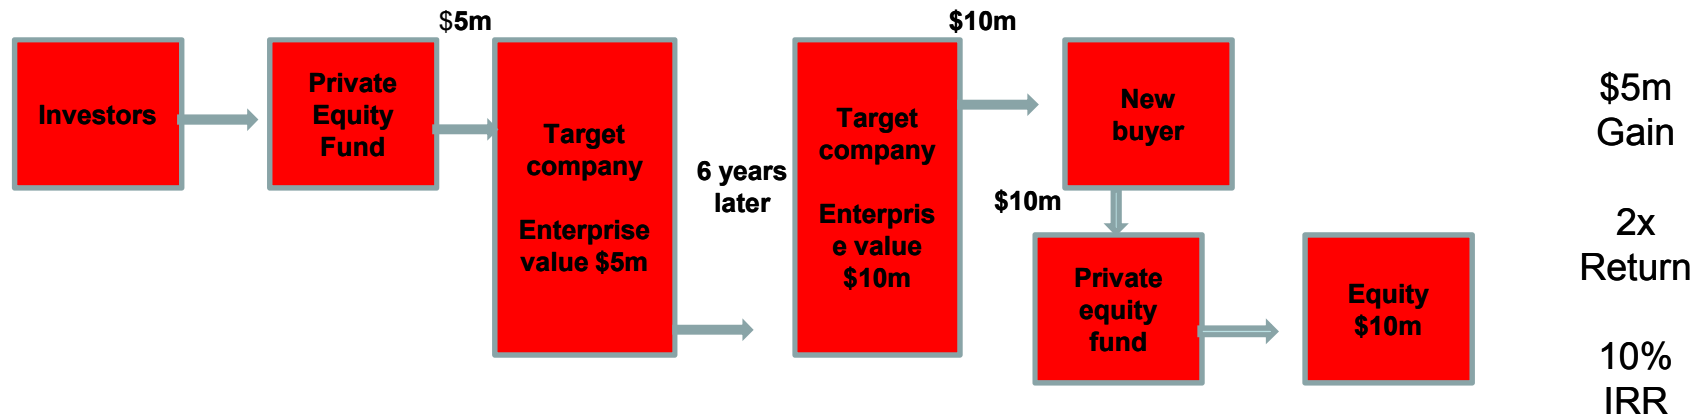 $5m
$10m
Investors
Private
Equity
Fund
Target
company
Enterprise
value $5m
6 years
later
Target
company
Enterpris
e value
$10m
New
buyer
$10m
Private
equity
fund
Equity
$10m
$5m
Gain
2x
Return
10%
IRR